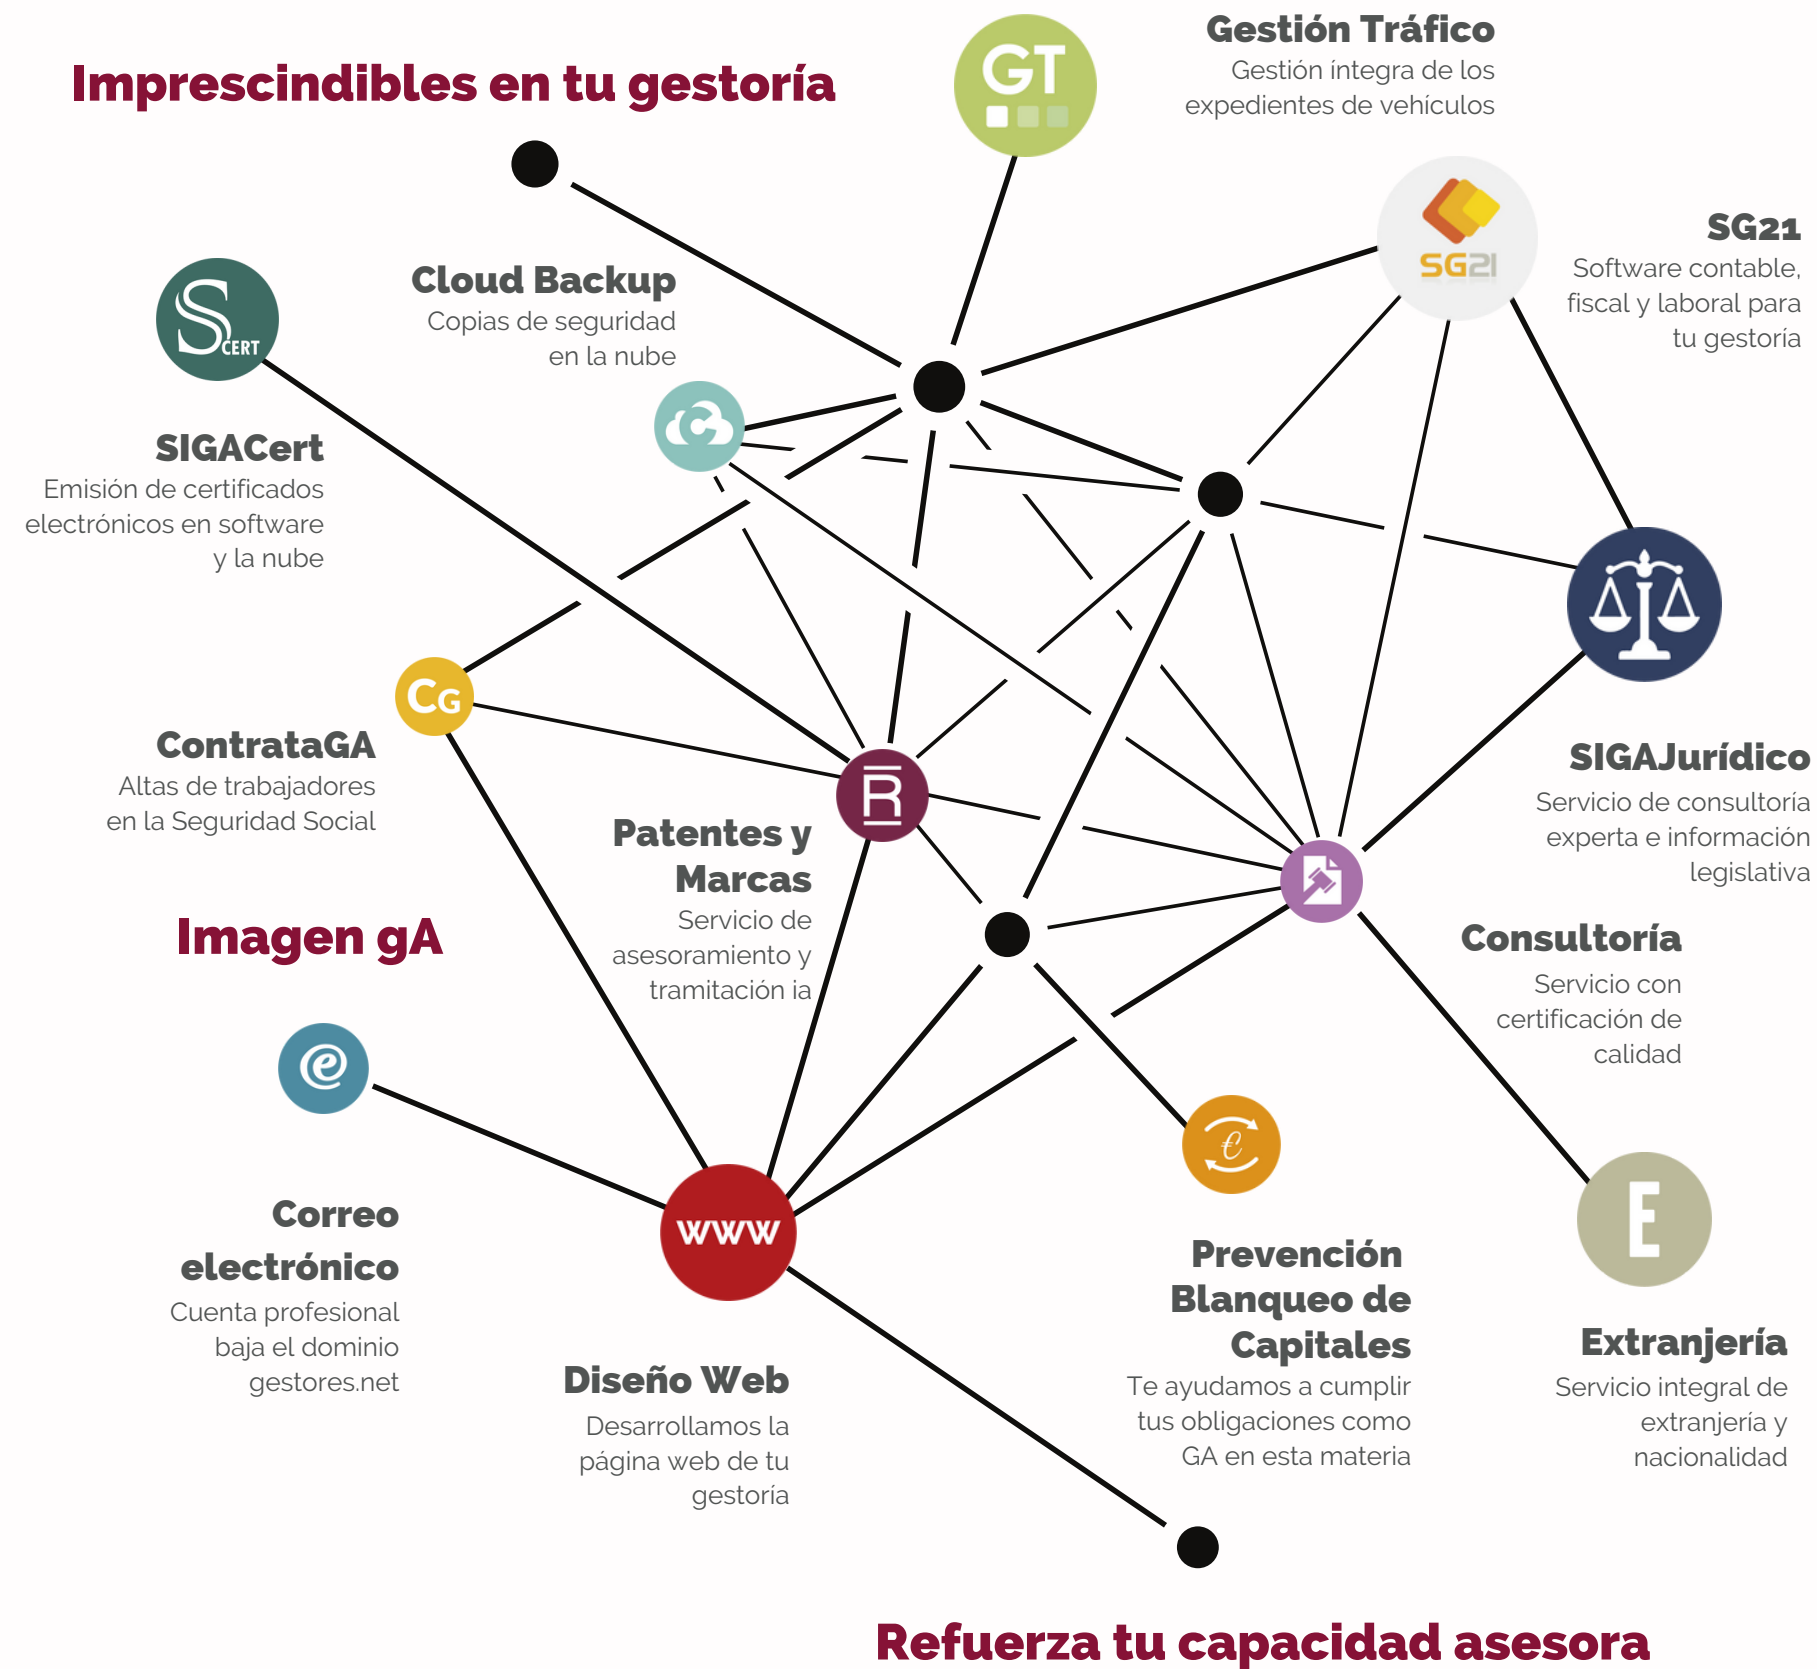 Imprescindibles en tu gestoría
GT
Gestión Tráfico
Gestión íntegra de los
expedientes de vehículos
SG21
SG21
Software contable,
fiscal y laboral para
tu gestoría
Cloud Backup
Copias de seguridad
en la nube
C
S CERT
SIGACert
Emisión de certificados
electrónicos en software
y la nube
CG
ContrataGA
Altas de trabajadores
en la Seguridad Social
R
Patentes y
Marcas
Servicio de
asesoramiento y
tramitación ia
SIGAJurídico
Servicio de consultoría
experta e información
legislativa
Consultoría
Servicio con
certificación de
calidad
Imagen gA
@
Correo
electrónico
Cuenta profesional
baja el dominio
gestores.net
www
Diseño Web
Desarrollamos la
página web de tu
gestoría
€
Prevención
Blanqueo de
Capitales
Te ayudamos a cumplir
tus obligaciones como
GA en esta materia
E
Extranjería
Servicio integral de
extranjería y
nacionalidad
Refuerza tu capacidad asesora